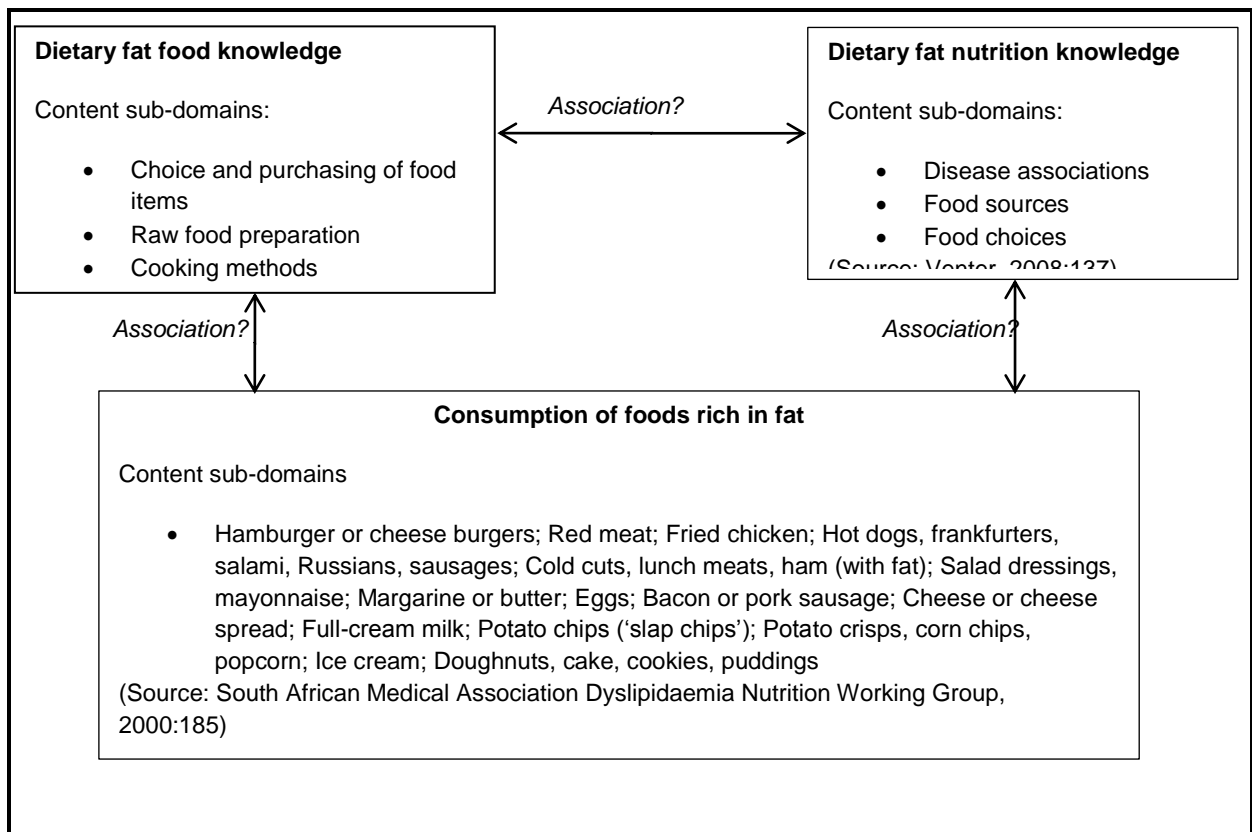 Dietary fat food knowledge
Content sub-domains:
• Choice and purchasing of food
items
• Raw food preparation
• Cooking methods
Association?
Dietary fat nutrition knowledge
Content sub-domains:
• Disease associations
• Food sources
• Food choices
(Source: Venter, 2008:137)
Association?
Association?
Consumption of foods rich in fat
Content sub-domains
• Hamburger or cheese burgers; Red meat; Fried chicken; Hot dogs, frankfurters,
salami, Russians, sausages; Cold cuts, lunch meats, ham (with fat); Salad dressings,
mayonnaise; Margarine or butter; Eggs; Bacon or pork sausage; Cheese or cheese
spread; Full-cream milk; Potato chips (‘slap chips’); Potato crisps, corn chips,
popcorn; Ice cream; Doughnuts, cake, cookies, puddings
(Source: South African Medical Association Dyslipidaemia Nutrition Working Group,
2000:185)